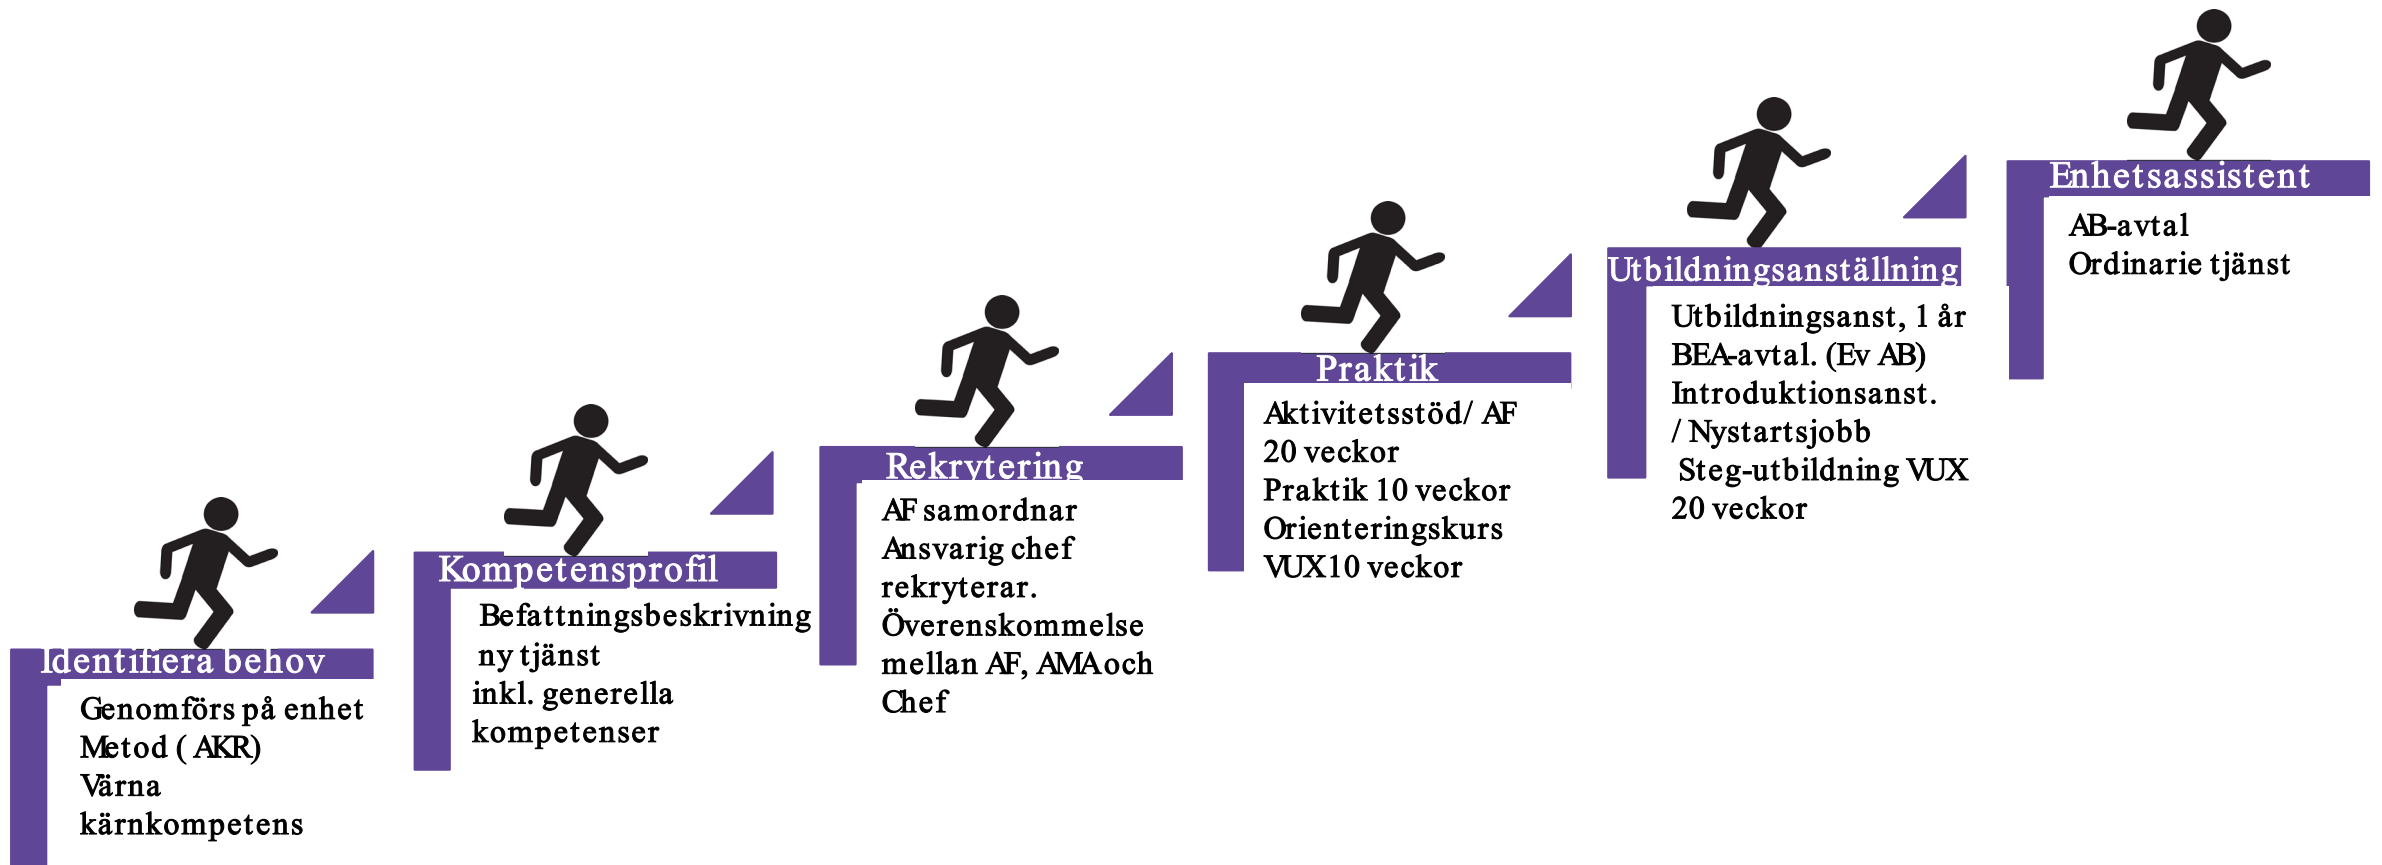 Identifiera behov
Genomförs på enhet
Metod ( AKR)
Värna
kärnkompetens
Kompetensprofil
Befattningsbeskrivning
ny tjänst
inkl. generella
kompetenser
Rekrytering
AF samordnar
Ansvarig chef
rekryterar.
Överenskommelse
mellan AF, AMA och
Chef
Praktik
Aktivitetsstöd/ AF
20 veckor
Praktik 10 veckor
Orienteringskurs
VUX 10 veckor
Utbildningsanställning
Utbildningsanst, 1 år
BEA-avtal. (Ev AB)
Introduktionsanst.
/ Nystartsjobb
Steg-utbildning VUX
20 veckor
Enhetsassistent
AB-avtal
Ordinarie tjänst